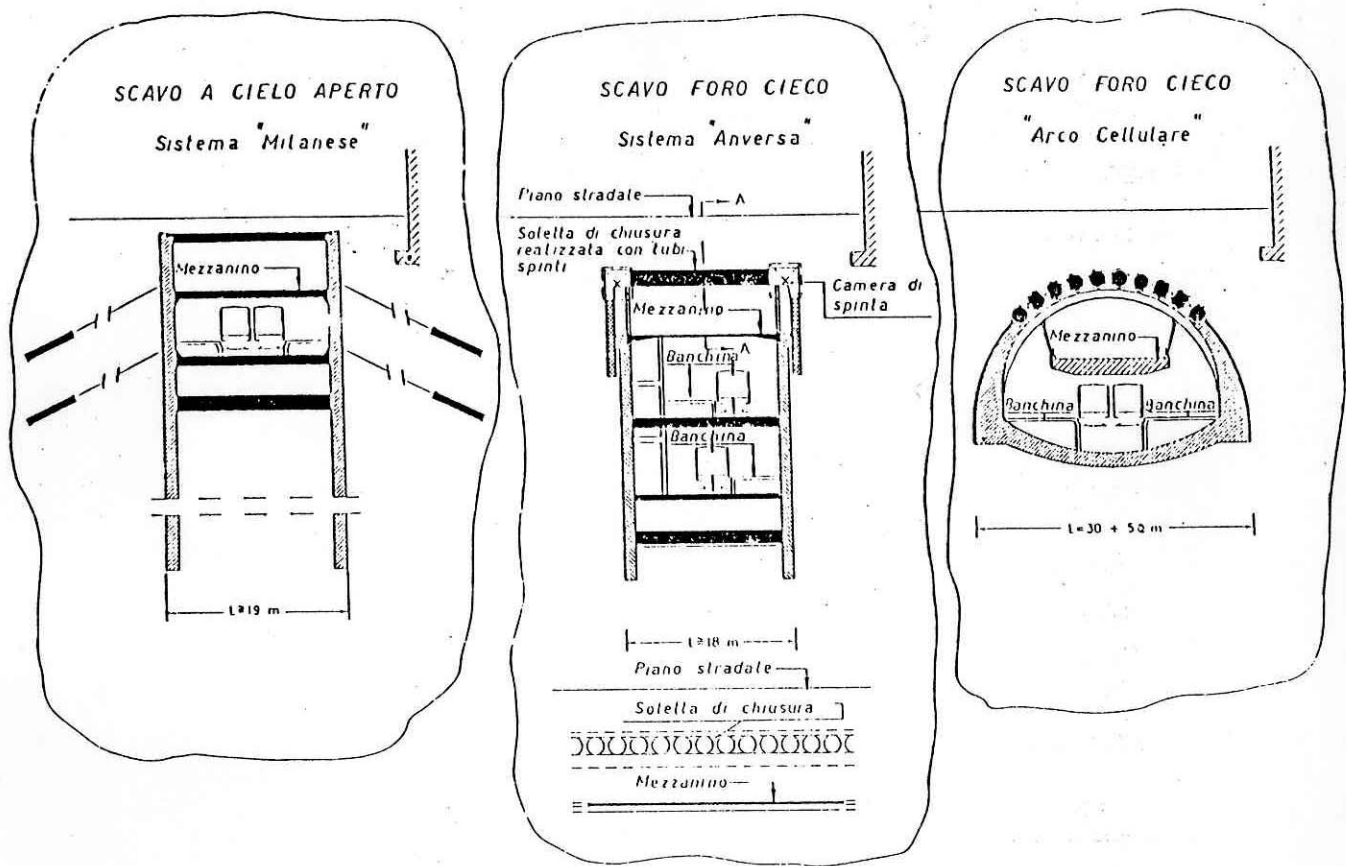 SCAVO A CIELO APERTO
Sistema "Milanese"
Mezzanino
L≅19 m
SCAVO FORO CIECO
Sistema "Anversa"
Piano stradale
A
Soletta di chiusura
realizzata con tubi
spinti
Camera di
spinta
Mezzanino
A
Banchina
Banchina
L≅18 m
Piano stradale
Soletta di chiusura
Mezzanino
SCAVO FORO CIECO
"Arco Cellulare"
Mezzanino
Banchina
Banchina
L=30 ÷ 50 m